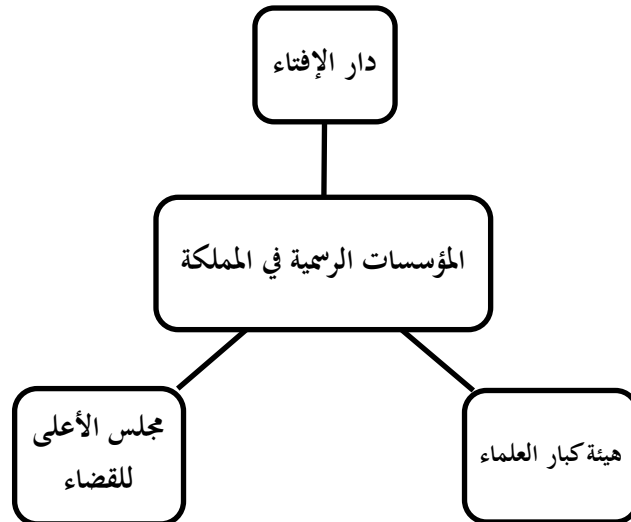 دار الإفتاء
المؤسسات الرسمية في المملكة
هيئة كبار العلماء
مجلس الأعلى
للقضاء